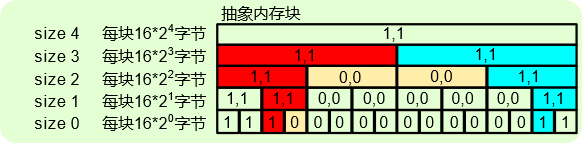 抽象内存块
size 4 每块16*2⁴字节 1,1
size 3 每块16*2³字节 1,1 1,1
size 2 每块16*2²字节 1,1 0,0 0,0 1,1
size 1 每块16*2¹字节 1,1 1,1 0,0 0,0 0,0 0,0 0,0 1,1
size 0 每块16*2⁰字节 1 1 1 0 0 0 0 0 0 0 0 0 0 0 1 1